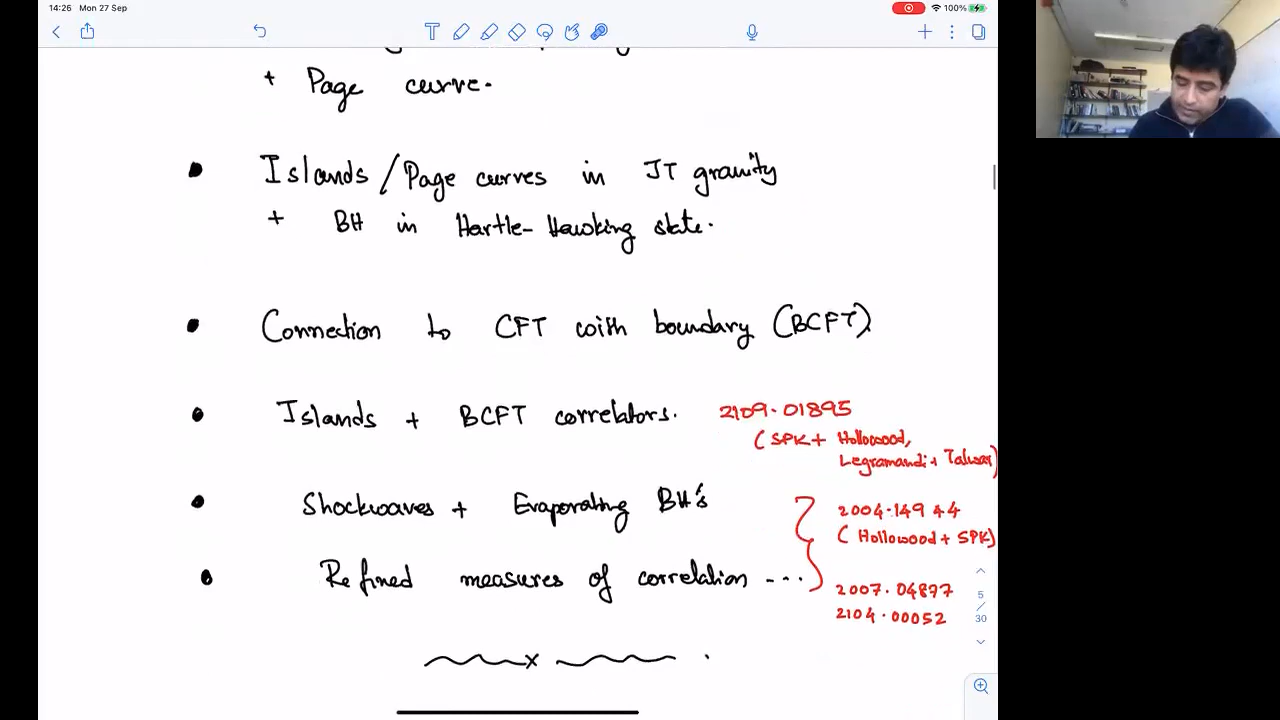 14:26 Mon 27 Sep
100%
+ Page curve.
• Islands/Page curves in JT gravity
+ BH in Hartle-Hawking state.
• Connection to CFT with boundary (BCFT)
• Islands + BCFT correlators. 2109.01895
(SPK + Hollowood,
Legramandi + Talwar)
• Shockwaves + Evaporating BH's
2004.14944
(Hollowood + SPK)
• Refined measures of correlation ----
2007.04877
2104.00052
5
/
30